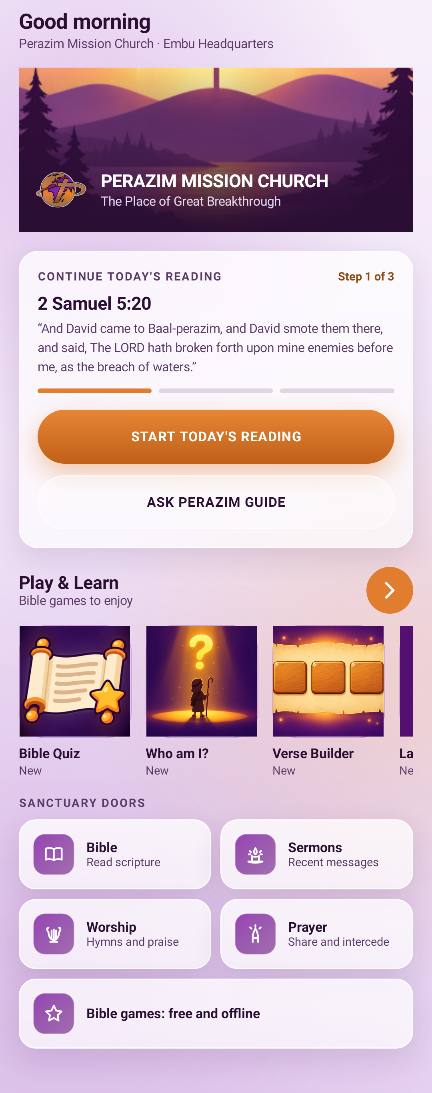 Good morning
Perazim Mission Church · Embu Headquarters
PERAZIM MISSION CHURCH
The Place of Great Breakthrough
CONTINUE TODAY'S READING
Step 1 of 3
2 Samuel 5:20
“And David came to Baal-perazim, and David smote them there,
and said, The LORD hath broken forth upon mine enemies before
me, as the breach of waters.”
START TODAY'S READING
ASK PERAZIM GUIDE
Play & Learn
Bible games to enjoy
?
Bible Quiz
New
Who am I?
New
Verse Builder
New
La
Ne
SANCTUARY DOORS
Bible
Read scripture
Sermons
Recent messages
Worship
Hymns and praise
Prayer
Share and intercede
Bible games: free and offline